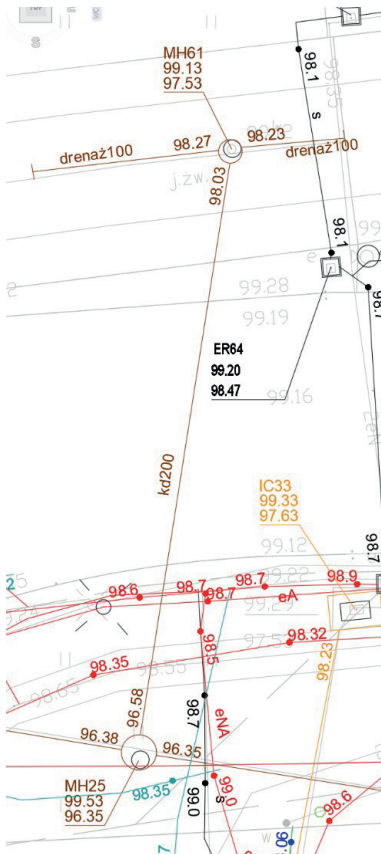 MH61
99.13
97.53
98.1
98.35
s
98.27
98.23
drenaż100
drenaż100
j.żw.
98.03
98.1
e
99.28
98.7
99.19
ER64
99.20
98.47
99.16
kd200
IC33
99.33
97.63
98.7
99.12
98.7
98.7
98.9
99.22
98.6
98.7
eA
99.29
98.5
98.32
98.35
98.55
98.23
98.65
98.7
eNA
96.58
96.38
96.35
MH25
99.53
96.35
98.35
99.0
s
99.0
98.6
w